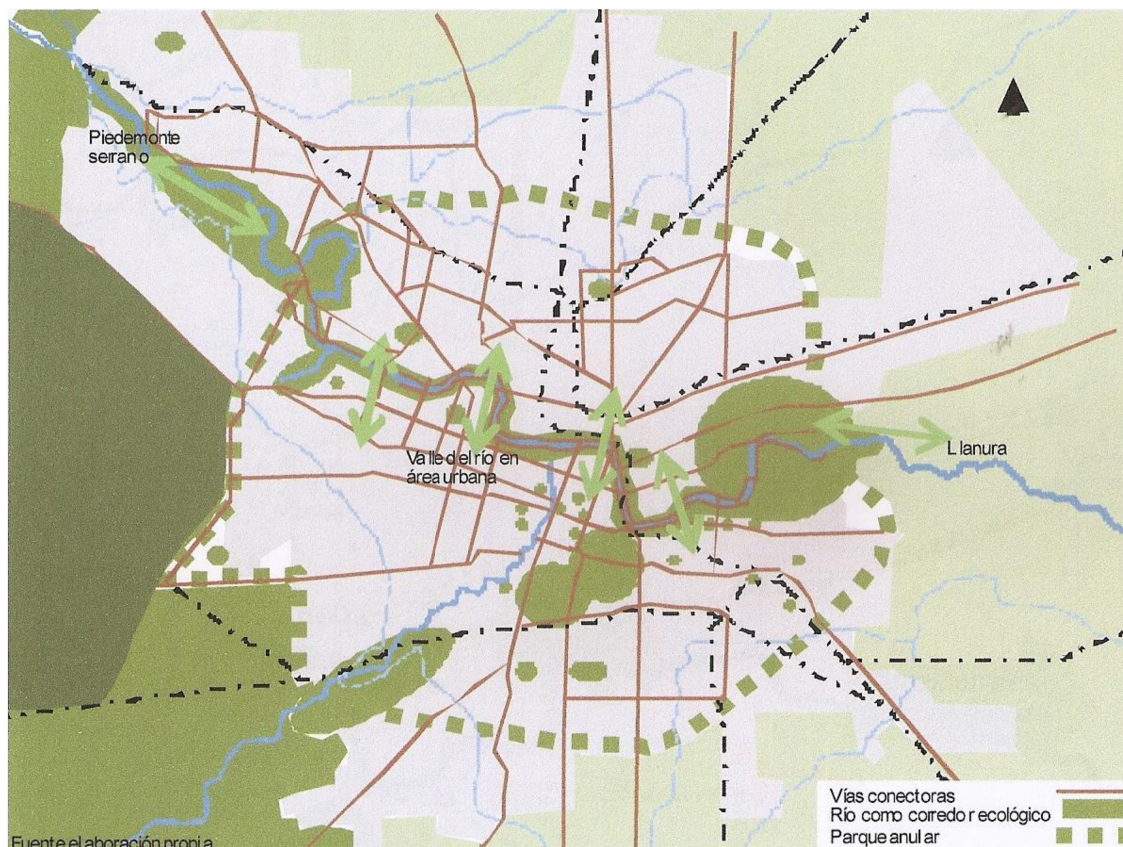 Piedemonte
serrano
Valle del río en
área urbana
Llanura
Vías conectoras
Río como corredor ecológico
Parque anular
Fuente elaboración propia